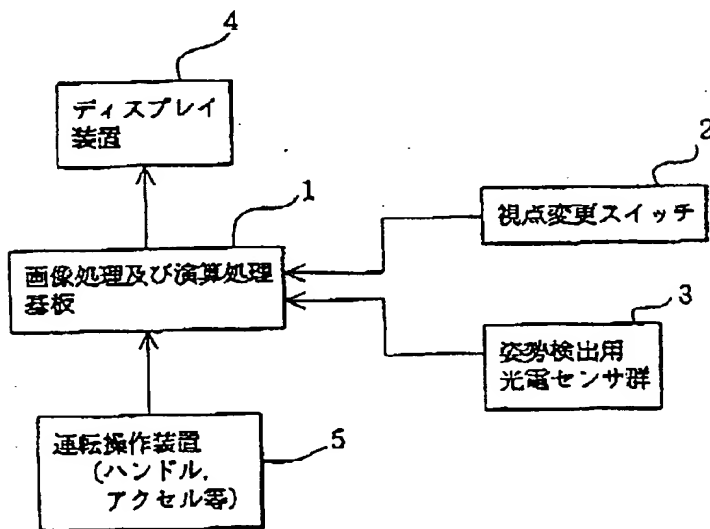 4
ディスプレイ
装置
1
2
視点変更スイッチ
画像処理及び演算処理
基板
3
姿勢検出用
光電センサ群
運転操作装置
(ハンドル,
アクセル等)
5